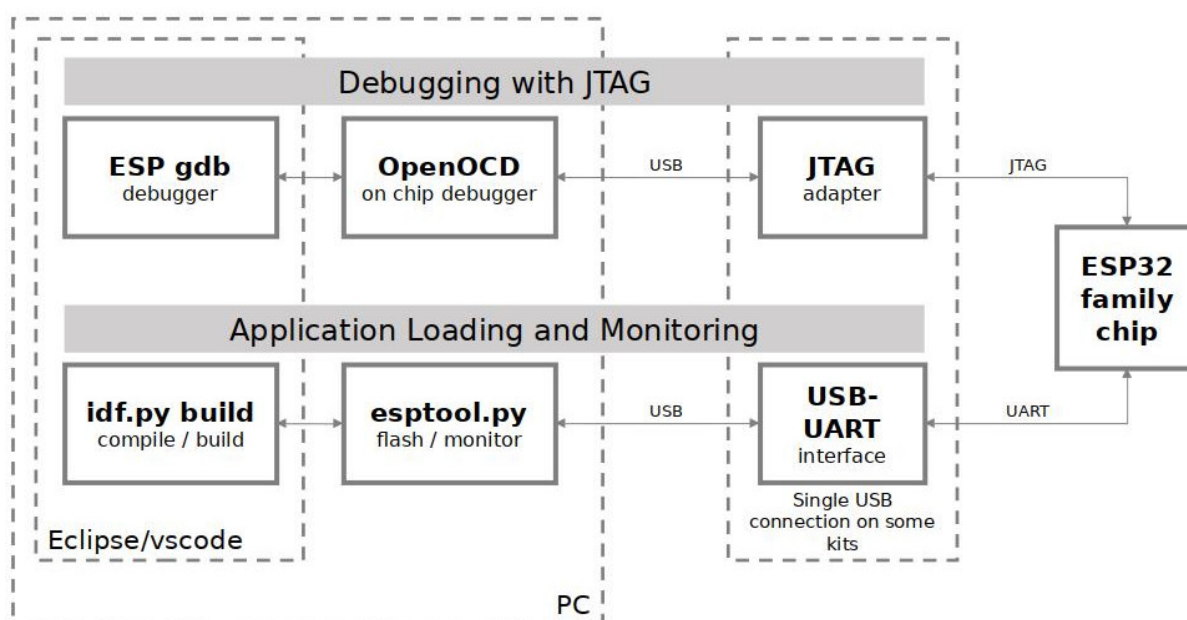 Debugging with JTAG
ESP gdb
debugger
OpenOCD
on chip debugger
USB
JTAG
adapter
JTAG
ESP32
family
chip
Application Loading and Monitoring
idf.py build
compile / build
esptool.py
flash / monitor
USB
USB-
UART
interface
UART
Single USB
connection on some
kits
Eclipse/vscode
PC